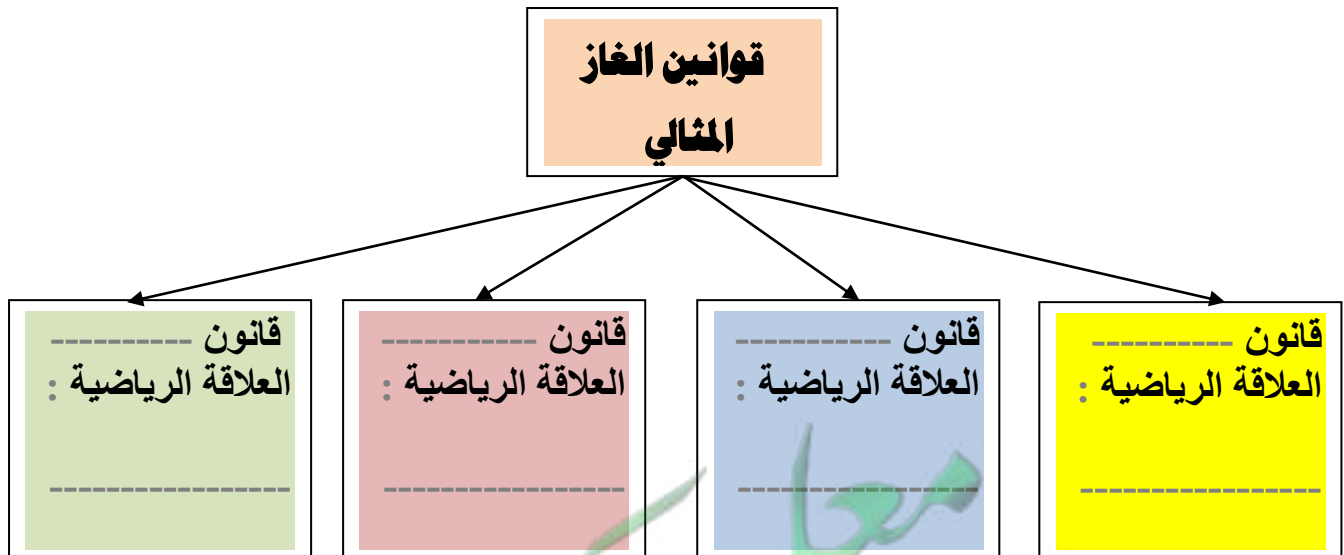 قوانين الغاز
المثالي
قانون ----------
العلاقة الرياضية :
-----------------
قانون -----------
العلاقة الرياضية :
-----------------
قانون -----------
العلاقة الرياضية :
-----------------
قانون ----------
العلاقة الرياضية :
-----------------